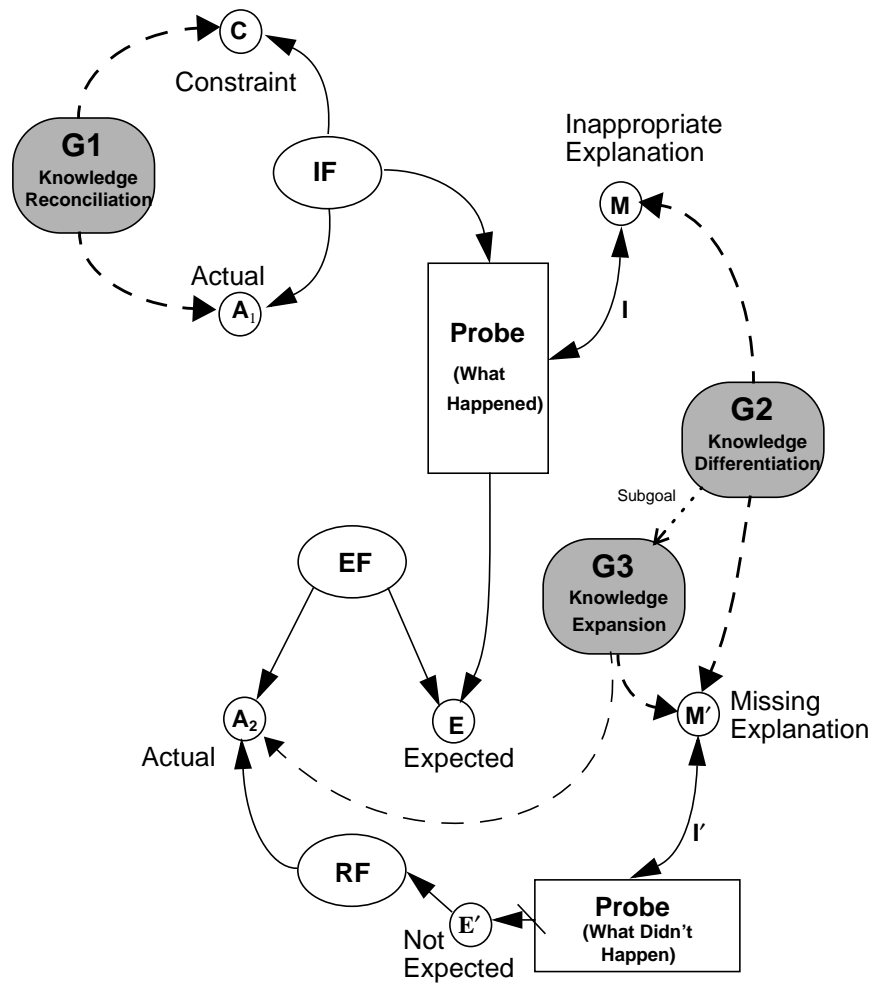 C
Constraint
G1
Knowledge
Reconciliation
IF
Inappropriate
Explanation
M
Actual
A₁
I
Probe
(What
Happened)
G2
Knowledge
Differentiation
Subgoal
EF
G3
Knowledge
Expansion
A₂
E
M′
Missing
Explanation
Actual
Expected
I′
RF
Probe
(What Didn't
Happen)
E′
Not
Expected